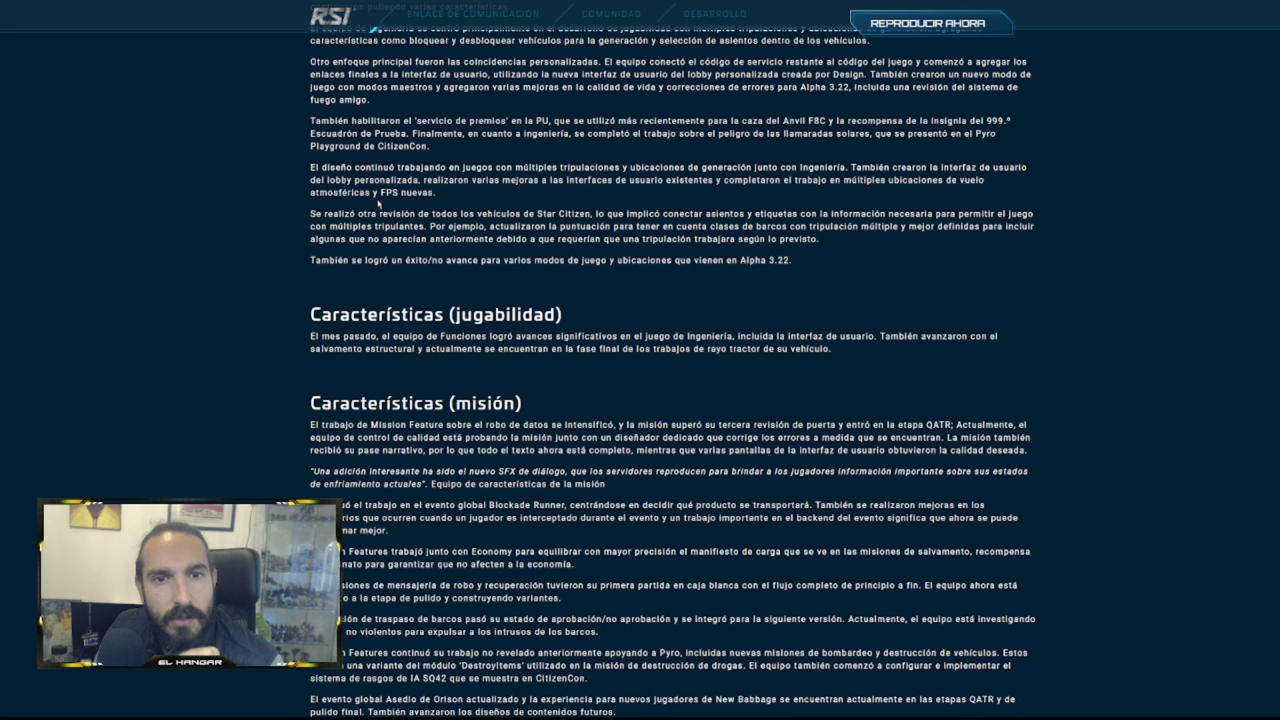 continuaron puliendo varias características
RSI
ENLACE DE COMUNICACIÓN
COMUNIDAD
DESARROLLO
REPRODUCIR AHORA
El equipo de Ingeniería se centró principalmente en el desarrollo de jugabilidad con múltiples tripulaciones y ubicaciones de generación, agregando
características como bloquear y desbloquear vehículos para la generación y selección de asientos dentro de los vehículos.
Otro enfoque principal fueron las coincidencias personalizadas. El equipo conectó el código de servicio restante al código del juego y comenzó a agregar los
enlaces finales a la interfaz de usuario, utilizando la nueva interfaz de usuario del lobby personalizada creada por Design. También crearon un nuevo modo de
juego con modos maestros y agregaron varias mejoras en la calidad de vida y correcciones de errores para Alpha 3.22, incluida una revisión del sistema de
fuego amigo.
También habilitaron el 'servicio de premios' en la PU, que se utilizó más recientemente para la caza del Anvil F8C y la recompensa de la insignia del 999.º
Escuadrón de Prueba. Finalmente, en cuanto a ingeniería, se completó el trabajo sobre el peligro de las llamaradas solares, que se presentó en el Pyro
Playground de CitizenCon.
El diseño continuó trabajando en juegos con múltiples tripulaciones y ubicaciones de generación junto con Ingeniería. También crearon la interfaz de usuario
del lobby personalizada, realizaron varias mejoras a las interfaces de usuario existentes y completaron el trabajo en múltiples ubicaciones de vuelo
atmosféricas y FPS nuevas.
Se realizó otra revisión de todos los vehículos de Star Citizen, lo que implicó conectar asientos y etiquetas con la información necesaria para permitir el juego
con múltiples tripulantes. Por ejemplo, actualizaron la puntuación para tener en cuenta clases de barcos con tripulación múltiple y mejor definidas para incluir
algunas que no aparecían anteriormente debido a que requerían que una tripulación trabajara según lo previsto.
También se logró un éxito/no avance para varios modos de juego y ubicaciones que vienen en Alpha 3.22.
Características (jugabilidad)
El mes pasado, el equipo de Funciones logró avances significativos en el juego de Ingeniería, incluida la interfaz de usuario. También avanzaron con el
salvamento estructural y actualmente se encuentran en la fase final de los trabajos de rayo tractor de su vehículo.
Características (misión)
El trabajo de Mission Feature sobre el robo de datos se intensificó, y la misión superó su tercera revisión de puerta y entró en la etapa QATR; Actualmente, el
equipo de control de calidad está probando la misión junto con un diseñador dedicado que corrige los errores a medida que se encuentran. La misión también
recibió su pase narrativo, por lo que todo el texto ahora está completo, mientras que varias pantallas de la interfaz de usuario obtuvieron la calidad deseada.
"Una adición interesante ha sido el nuevo SFX de diálogo, que los servidores reproducen para brindar a los jugadores información importante sobre sus estados
de enfriamiento actuales". Equipo de características de la misión
uó el trabajo en el evento global Blockade Runner, centrándose en decidir qué producto se transportará. También se realizaron mejoras en los
arios que ocurren cuando un jugador es interceptado durante el evento y un trabajo importante en el backend del evento significa que ahora se puede
nar mejor.
n Features trabajó junto con Economy para equilibrar con mayor precisión el manifiesto de carga que se ve en las misiones de salvamento, recompensa
nato para garantizar que no afecten a la economía.
siones de mensajería de robo y recuperación tuvieron su primera partida en caja blanca con el flujo completo de principio a fin. El equipo ahora está
o a la etapa de pulido y construyendo variantes.
ión de traspaso de barcos pasó su estado de aprobación/no aprobación y se integró para la siguiente versión. Actualmente, el equipo está investigando
no violentos para expulsar a los intrusos de los barcos.
n Features continuó su trabajo no revelado anteriormente apoyando a Pyro, incluidas nuevas misiones de bombardeo y destrucción de vehículos. Estos
una variante del módulo 'DestroyItems' utilizado en la misión de destrucción de drogas. El equipo también comenzó a configurar e implementar el
sistema de rasgos de IA SQ42 que se muestra en CitizenCon.
El evento global Asedio de Orison actualizado y la experiencia para nuevos jugadores de New Babbage se encuentran actualmente en las etapas QATR y de
pulido final. También avanzaron los diseños de contenidos futuros.
EL HANGAR